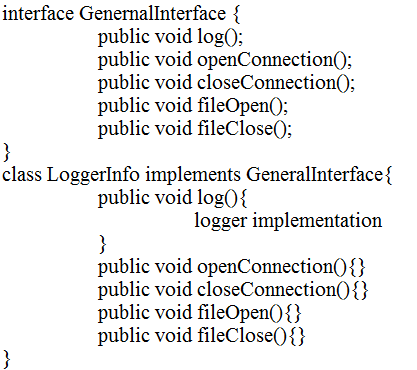 interface GenernalInterface {
public void log();
public void openConnection();
public void closeConnection();
public void fileOpen();
public void fileClose();
}
class LoggerInfo implements GeneralInterface{
public void log(){
logger implementation
}
public void openConnection(){}
public void closeConnection(){}
public void fileOpen(){}
public void fileClose(){}
}